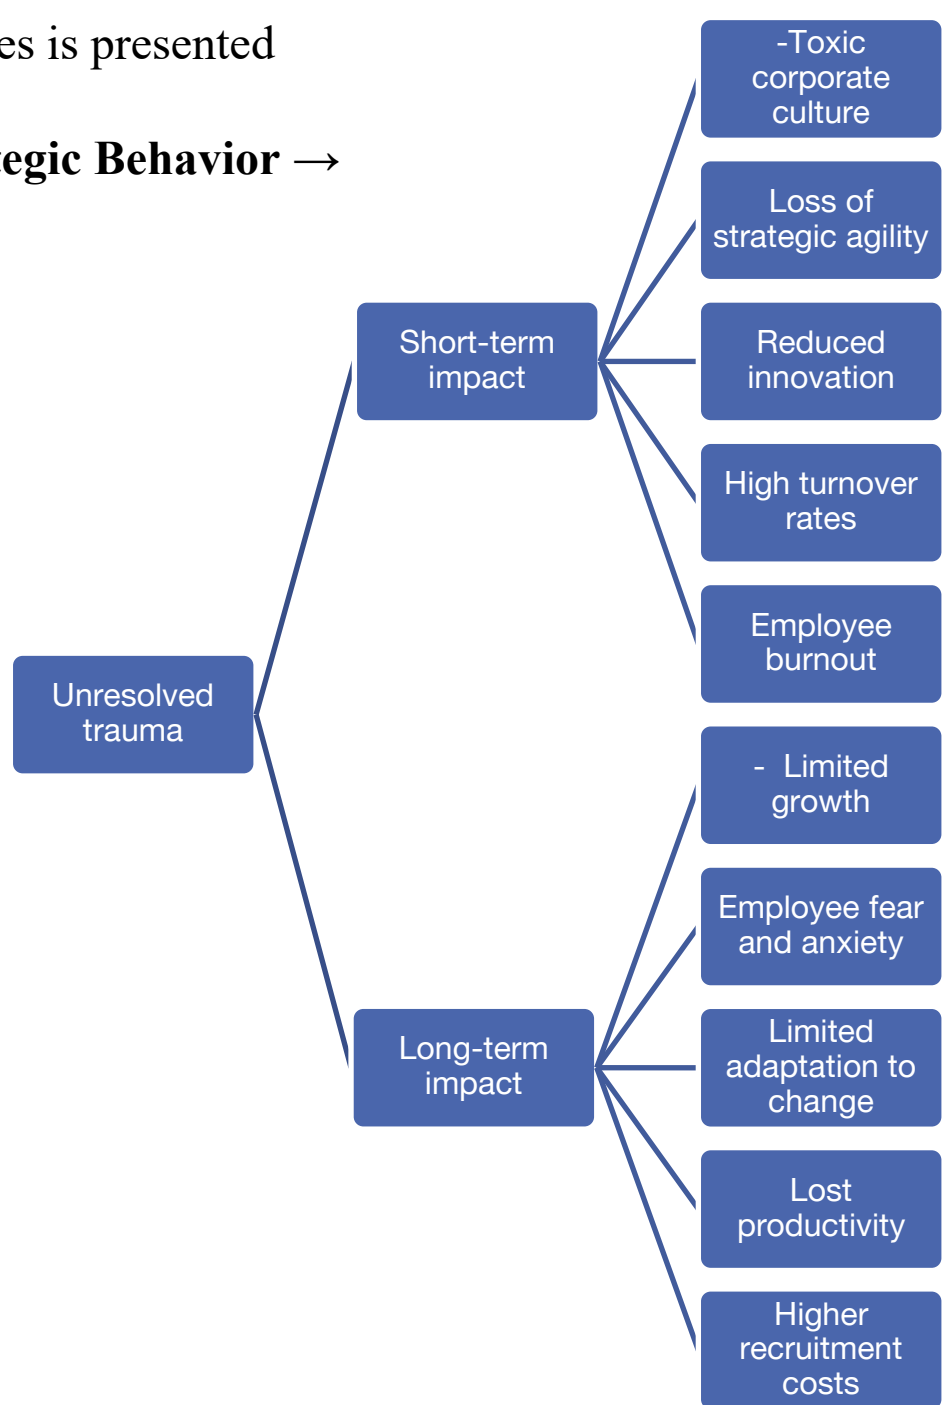 es is presented
tegic Behavior →
-Toxic
corporate
culture
Loss of
strategic agility
Short-term
impact
Reduced
innovation
High turnover
rates
Employee
burnout
Unresolved
trauma
- Limited
growth
Employee fear
and anxiety
Long-term
impact
Limited
adaptation to
change
Lost
productivity
Higher
recruitment
costs